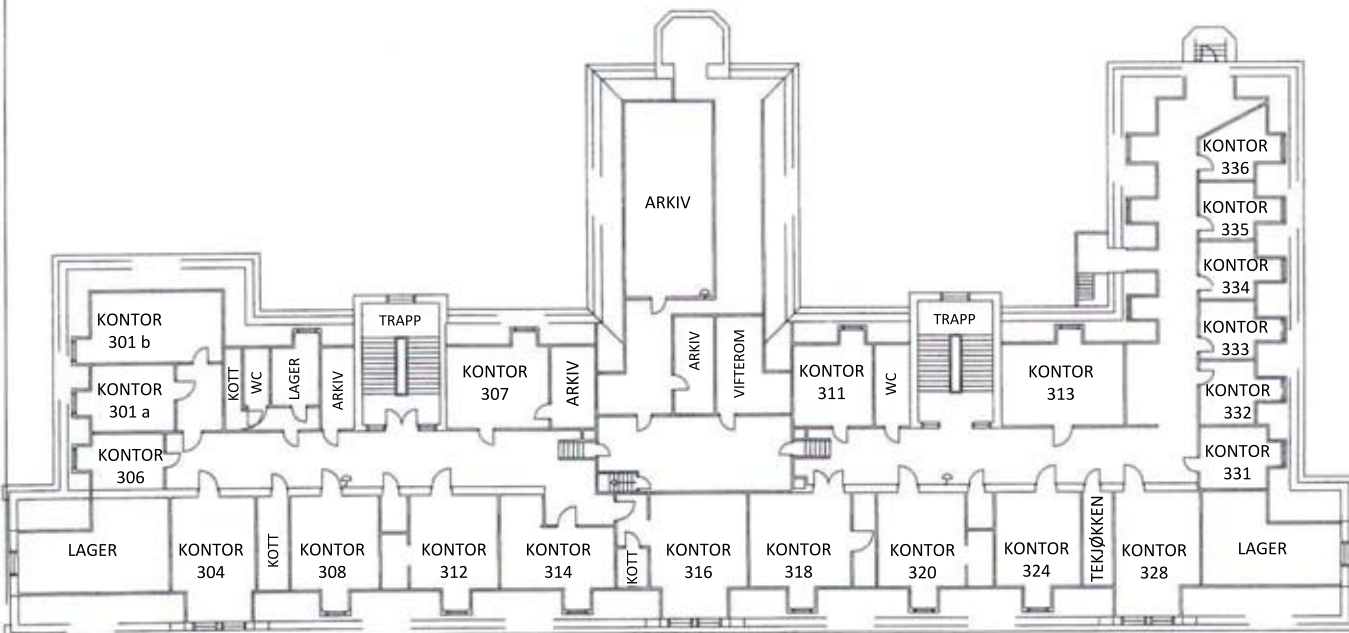 KONTOR
336
KONTOR
335
ARKIV
KONTOR
334
KONTOR
333
KONTOR
332
KONTOR
331
TRAPP
TRAPP
KONTOR
301 b
KONTOR
301 a
KONTOR
306
KOTT
WC
LAGER
ARKIV
KONTOR
307
ARKIV
ARKIV
VIFTEROM
KONTOR
311
WC
KONTOR
313
LAGER
KONTOR
304
KOTT
KONTOR
308
KONTOR
312
KONTOR
314
KOTT
KONTOR
316
KONTOR
318
KONTOR
320
KONTOR
324
TEKJØKKEN
KONTOR
328
LAGER